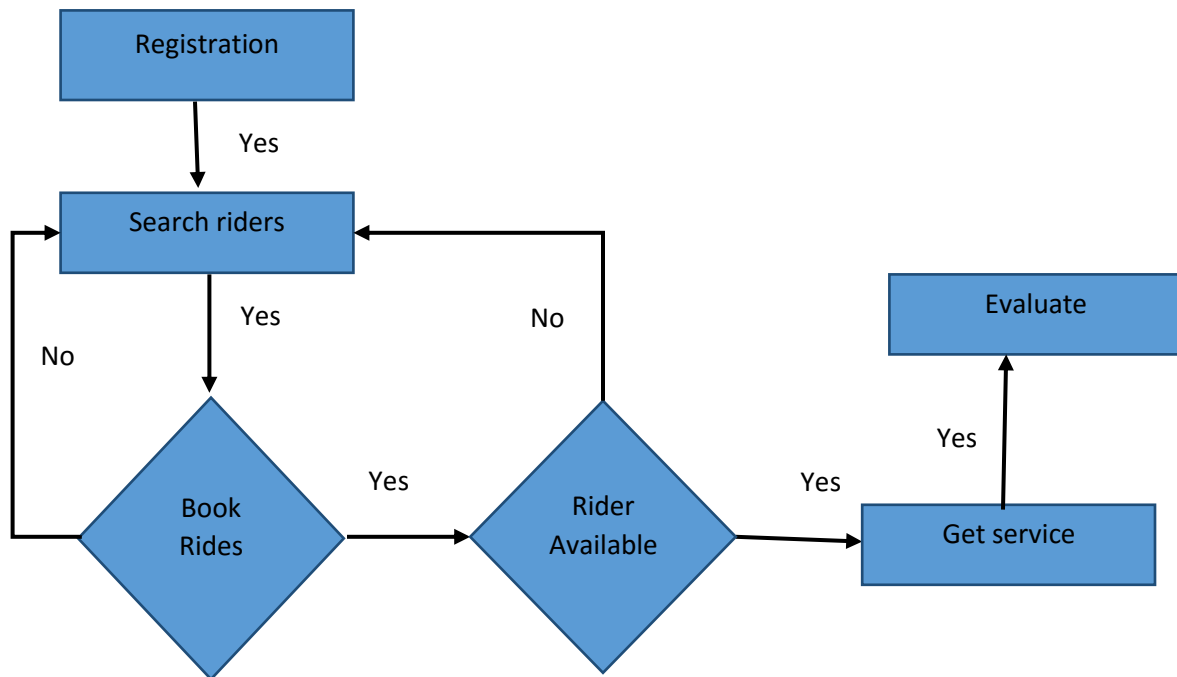 Registration
Yes
Search riders
Yes
No
No
Evaluate
Yes
Book
Rides
Yes
Rider
Available
Yes
Get service